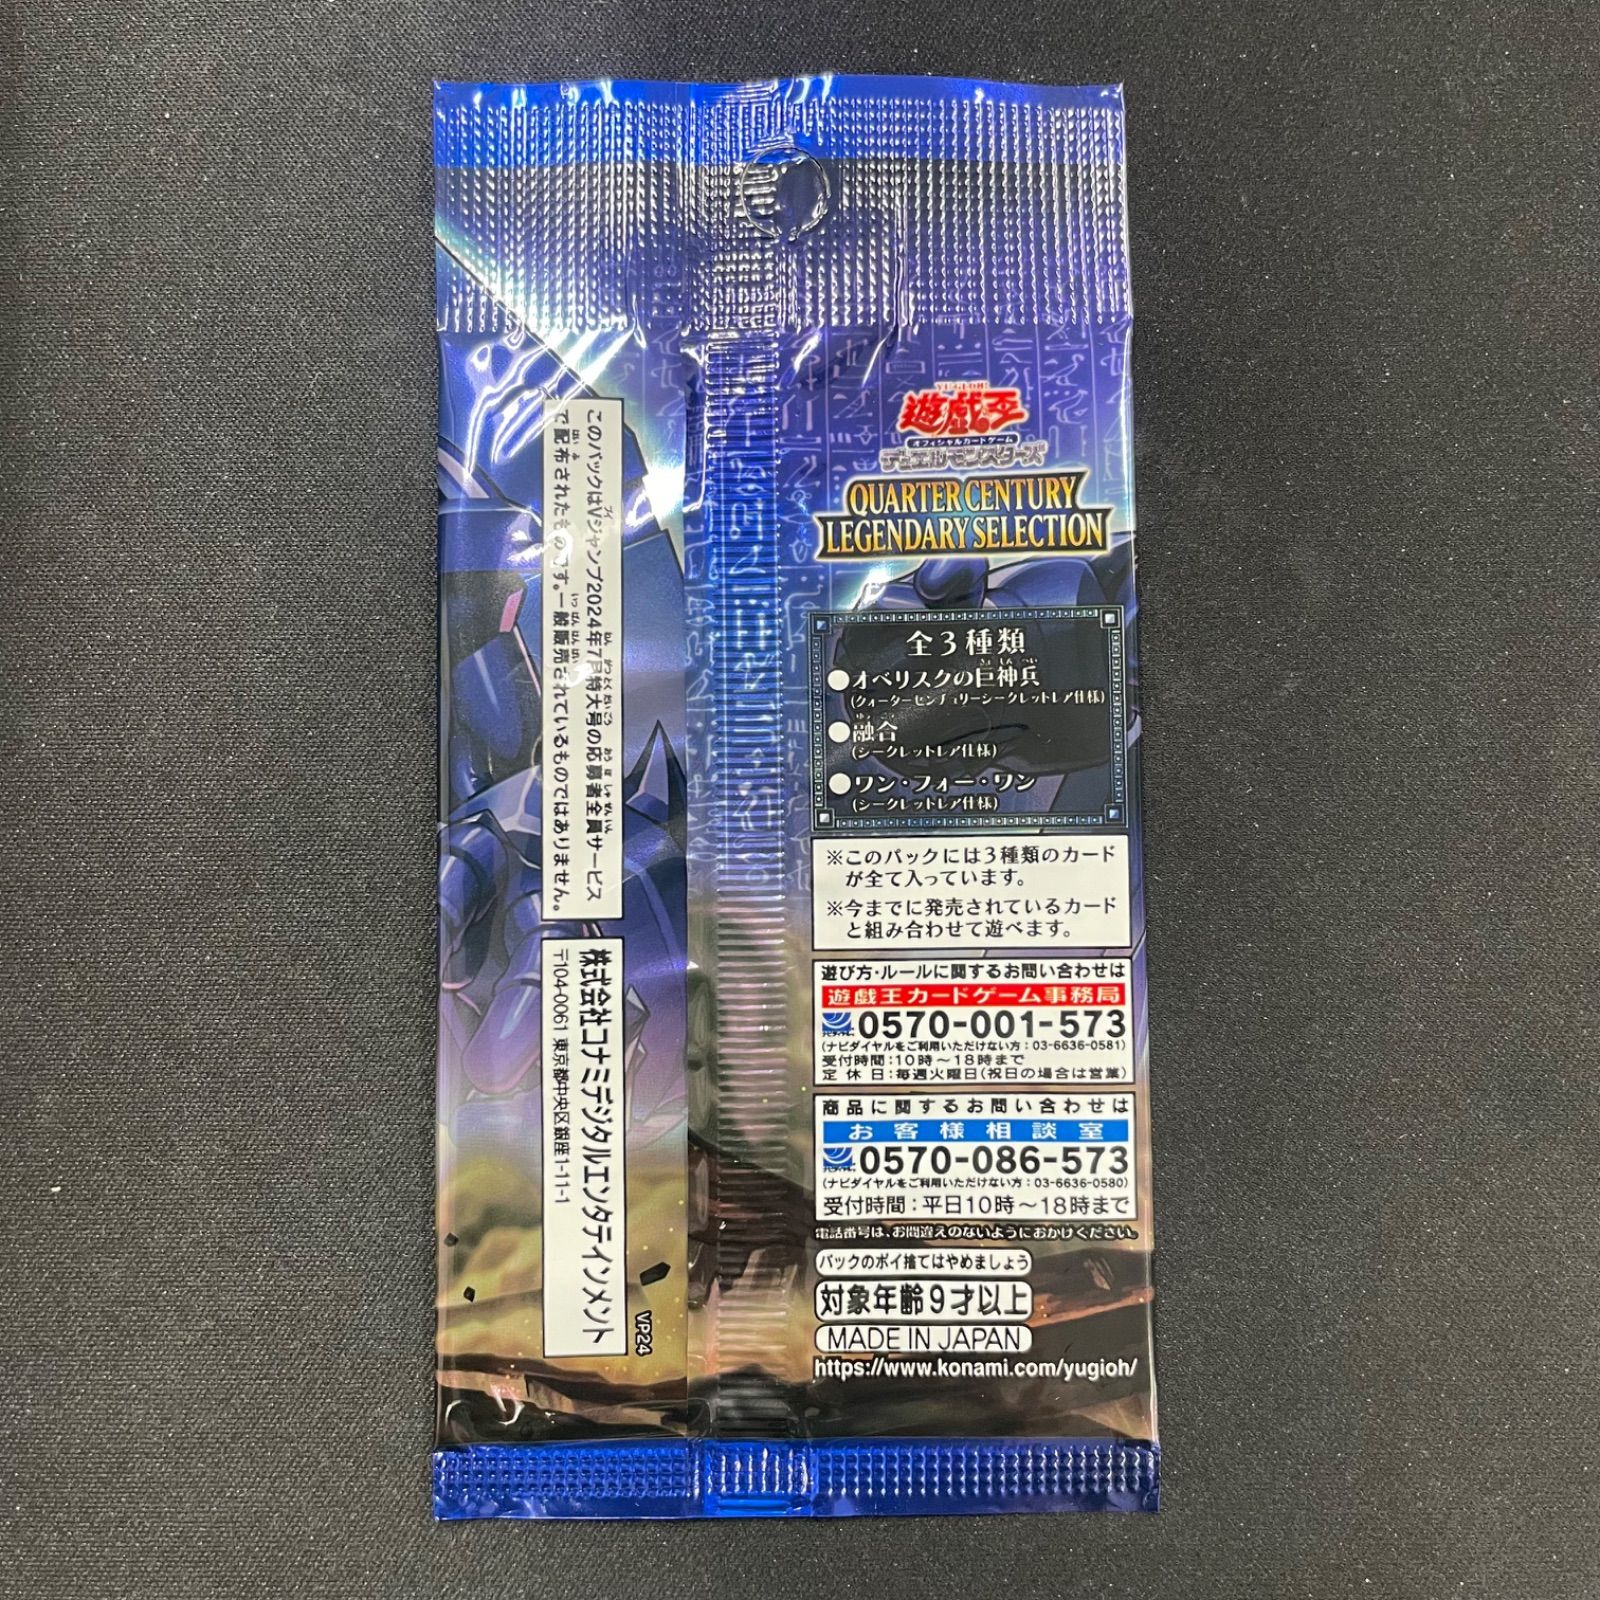 YU-GI-OH!
遊戯王
オフィシャルカードゲーム
デュエルモンスターズ
QUARTER CENTURY
LEGENDARY SELECTION
全3種類
●オベリスクの巨神兵
(クォーターセンチュリーシークレットレア仕様)
●融合
(シークレットレア仕様)
●ワン・フォー・ワン
(シークレットレア仕様)
※このパックには3種類のカード
が全て入っています。
※今までに発売されているカード
と組み合わせて遊べます。
遊び方・ルールに関するお問い合わせは
遊戯王カードゲーム事務局
0570-001-573
(ナビダイヤルをご利用いただけない方：03-6636-0581)
受付時間：10時～18時まで
定休日：毎週火曜日(祝日の場合は営業)
商品に関するお問い合わせは
お客様相談室
0570-086-573
(ナビダイヤルをご利用いただけない方：03-6636-0580)
受付時間：平日10時～18時まで
電話番号は、お間違えのないようにおかけください。
パックのポイ捨てはやめましょう
対象年齢9才以上
MADE IN JAPAN
https://www.konami.com/yugioh/
このパックはVジャンプ2024年7月特大号の応募者全員サービス
で配布されたものです。一般販売されているものではありません。
株式会社コナミデジタルエンタテインメント
〒104-0061 東京都中央区銀座1-11-1
VP24